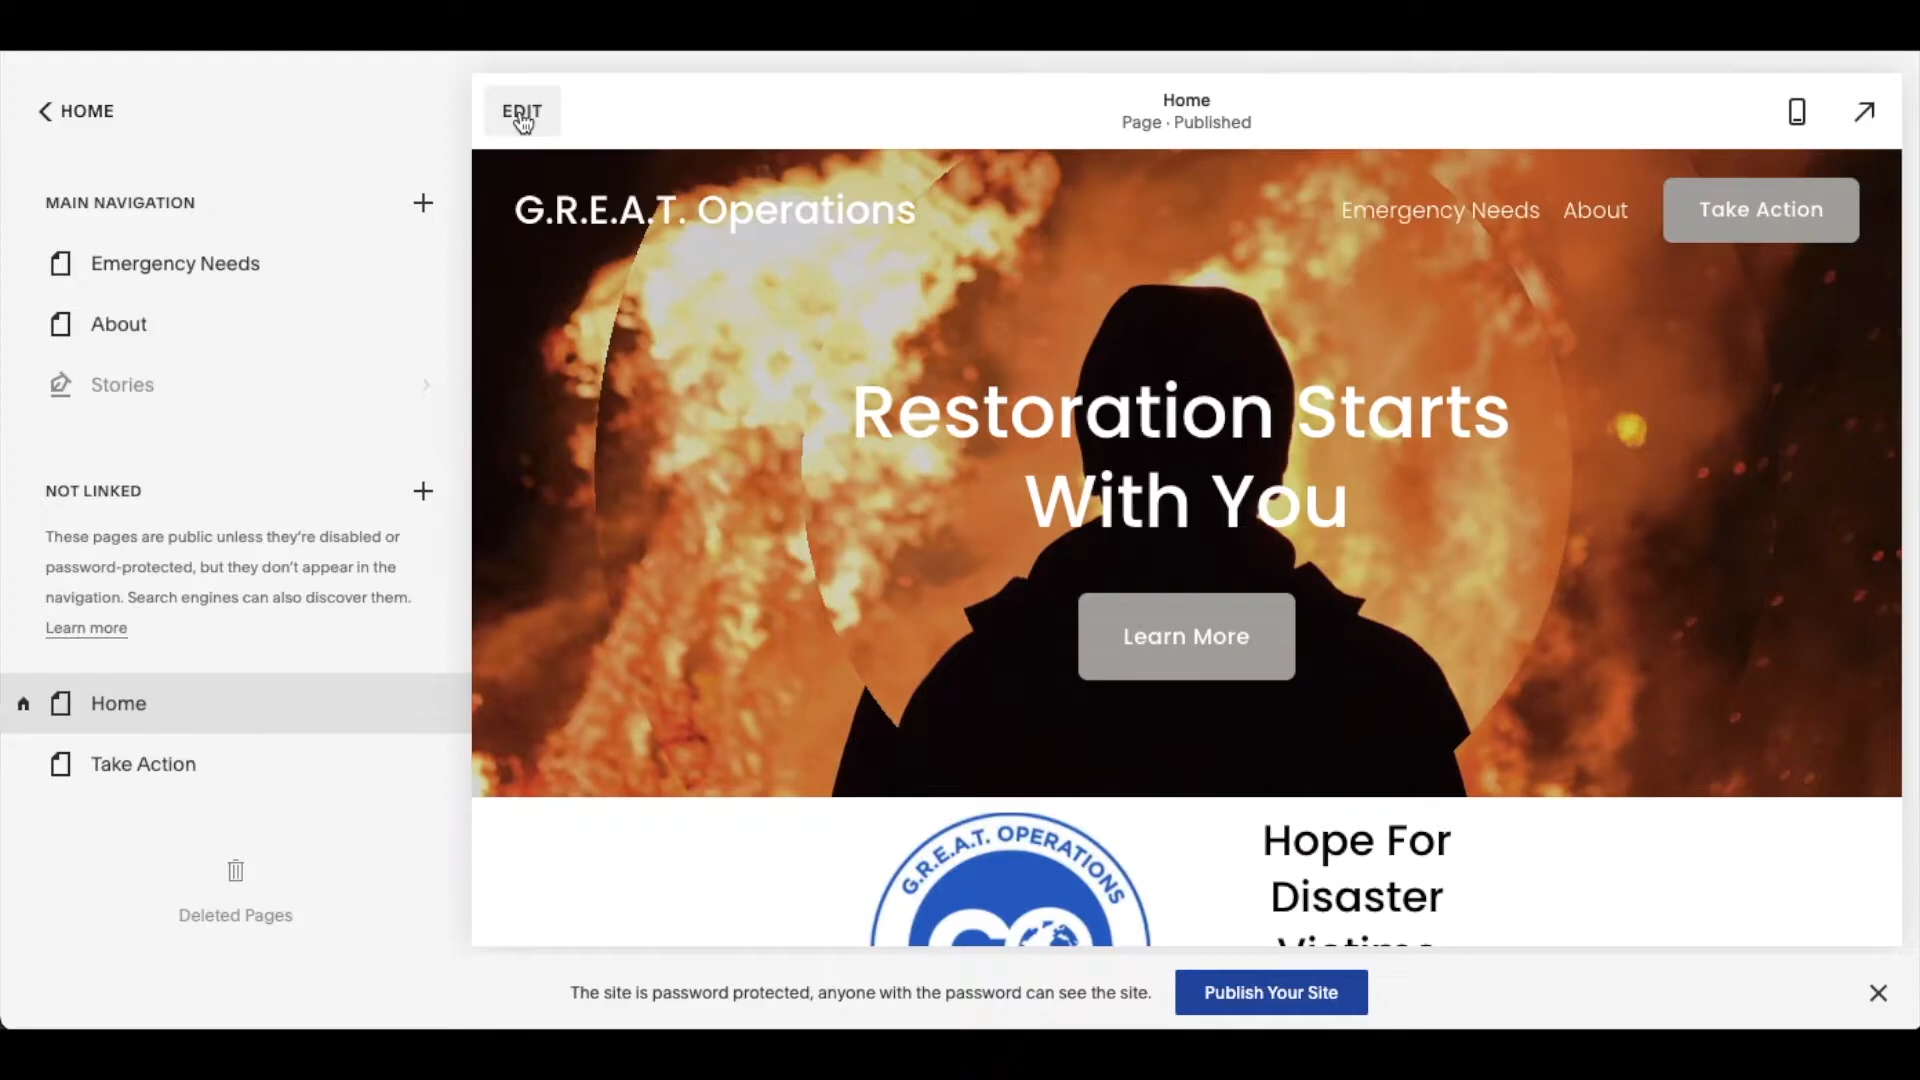 HOME
MAIN NAVIGATION
Emergency Needs
About
Stories
NOT LINKED
These pages are public unless they're disabled or
password-protected, but they don't appear in the
navigation. Search engines can also discover them.
Learn more
Home
Take Action
Deleted Pages
EDIT
Home
Page · Published
G.R.E.A.T. Operations
Emergency Needs
About
Take Action
Restoration Starts
With You
Learn More
G.R.E.A.T. OPERATIONS
Hope For
Disaster
Victims
The site is password protected, anyone with the password can see the site.
Publish Your Site